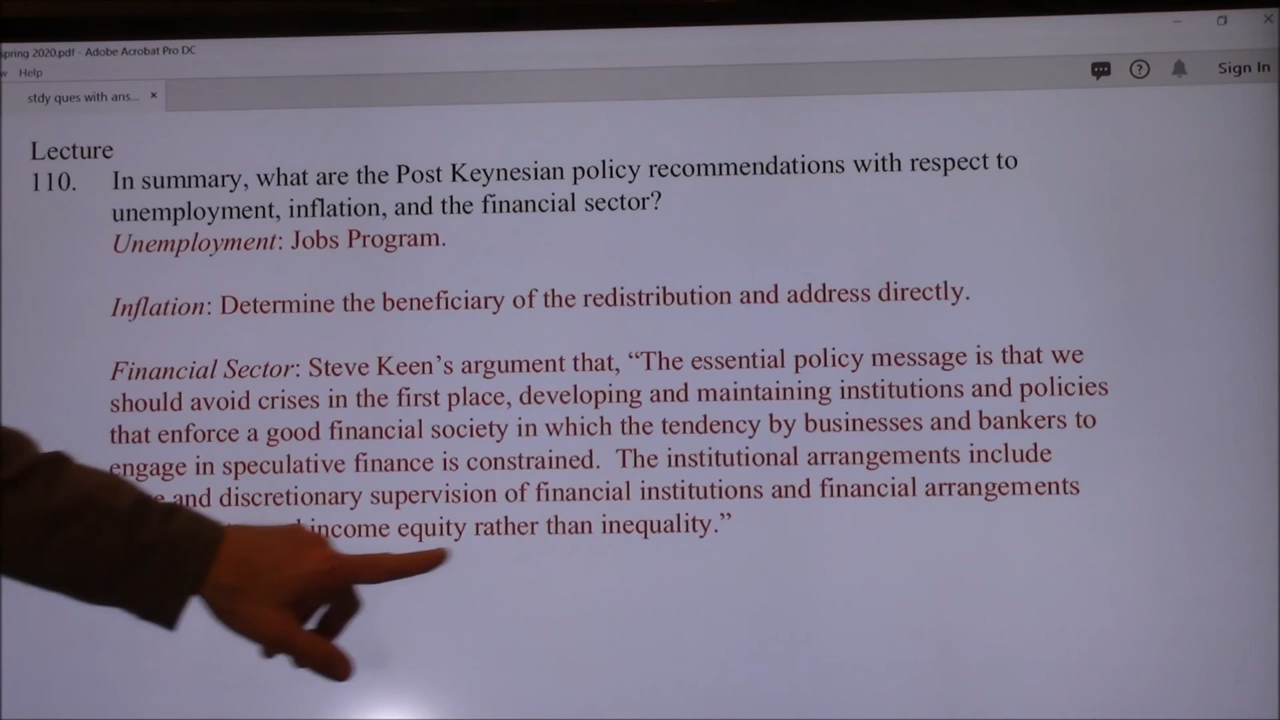 spring 2020.pdf - Adobe Acrobat Pro DC
w Help
Sign In
stdy ques with ans...
Lecture
110. In summary, what are the Post Keynesian policy recommendations with respect to
unemployment, inflation, and the financial sector?
Unemployment: Jobs Program.
Inflation: Determine the beneficiary of the redistribution and address directly.
Financial Sector: Steve Keen’s argument that, “The essential policy message is that we
should avoid crises in the first place, developing and maintaining institutions and policies
that enforce a good financial society in which the tendency by businesses and bankers to
engage in speculative finance is constrained. The institutional arrangements include
and discretionary supervision of financial institutions and financial arrangements
income equity rather than inequality.”